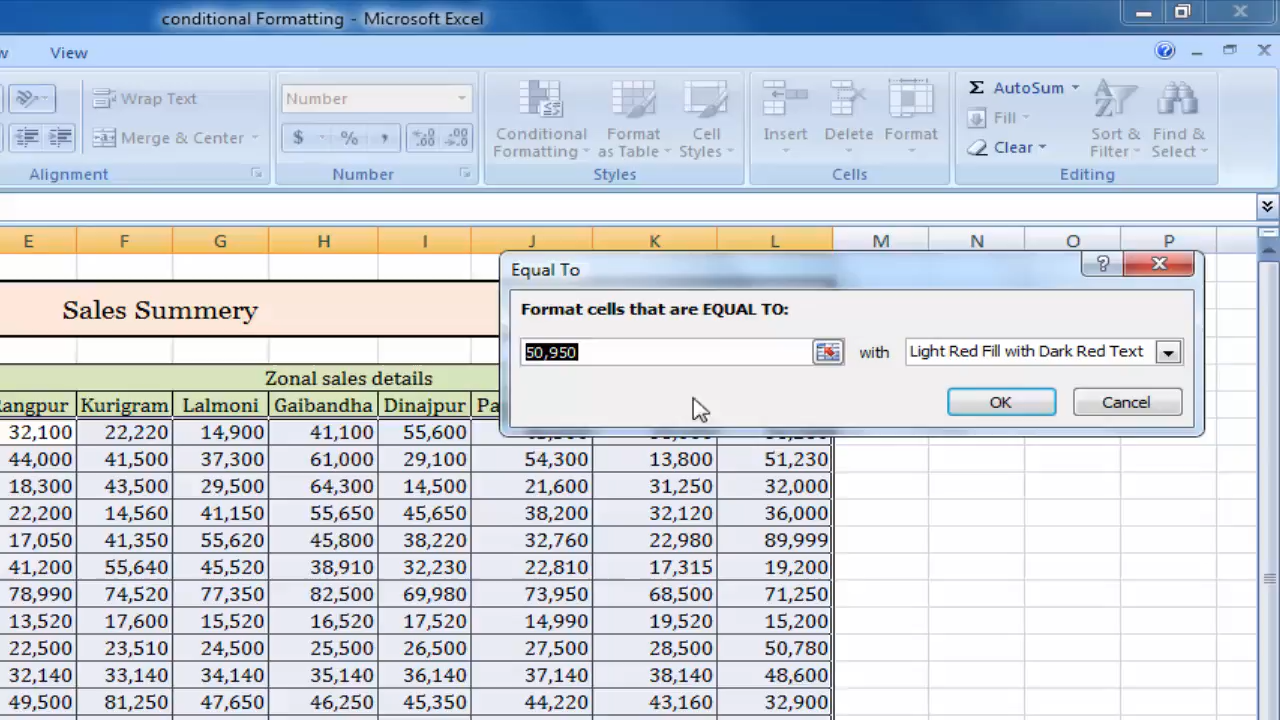 conditional Formatting - Microsoft Excel
View
Wrap Text
Number
Σ AutoSum
Merge & Center
$ % ,
Conditional Formatting
Format as Table
Cell Styles
Insert
Delete
Format
Fill
Clear
Sort & Filter
Find & Select
Alignment
Number
Styles
Cells
Editing
E F G H I J K L M N O P
Sales Summery
Equal To
?
Format cells that are EQUAL TO:
50,950
with
Light Red Fill with Dark Red Text
OK
Cancel
Zonal sales details
Kurigram Lalmoni Gaibandha Dinajpur
32,100 22,220 14,900 41,100 55,600
44,000 41,500 37,300 61,000 29,100 54,300 13,800 51,230
18,300 43,500 29,500 64,300 14,500 21,600 31,250 32,000
22,200 14,560 41,150 55,650 45,650 38,200 32,120 36,000
17,050 41,350 55,620 45,800 38,220 32,760 22,980 89,999
41,200 55,640 45,520 38,910 32,230 22,810 17,315 19,200
78,990 74,520 77,350 82,500 69,980 73,950 68,500 71,250
13,520 17,600 15,520 16,520 17,520 14,990 19,520 15,200
22,500 23,510 24,500 25,500 26,500 27,500 28,500 50,780
32,140 33,140 34,140 35,140 36,140 37,140 38,140 48,600
49,500 81,250 47,650 46,250 45,350 44,220 43,160 32,900